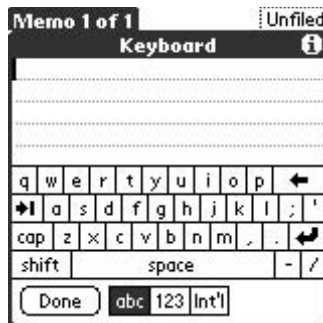 Memo 1 of 1 Unfiled
Keyboard i
q w e r t y u i o p ←
→| a s d f g h j k l ; '
cap z x c v b n m , . ↵
shift space - /
Done abc 123 Int'l